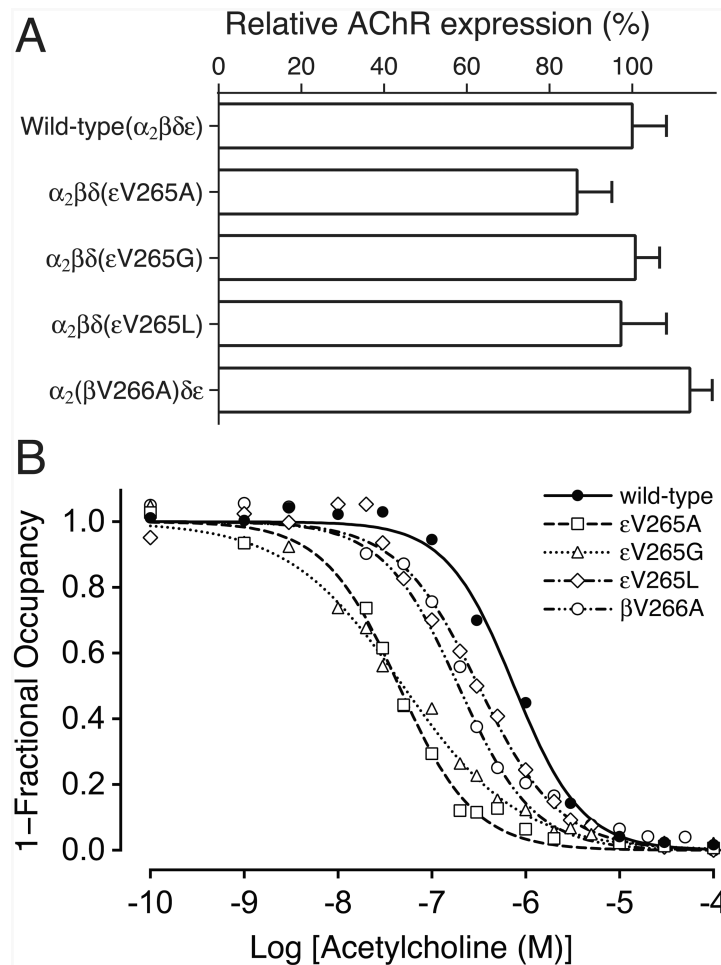 A
Relative AChR expression (%)
0 20 40 60 80 100
Wild-type(α₂βδε)
α₂βδ(εV265A)
α₂βδ(εV265G)
α₂βδ(εV265L)
α₂(βV266A)δε
B
wild-type
εV265A
εV265G
εV265L
βV266A
1−Fractional Occupancy
1.0
0.8
0.6
0.4
0.2
0.0
-10 -9 -8 -7 -6 -5 -4
Log [Acetylcholine (M)]